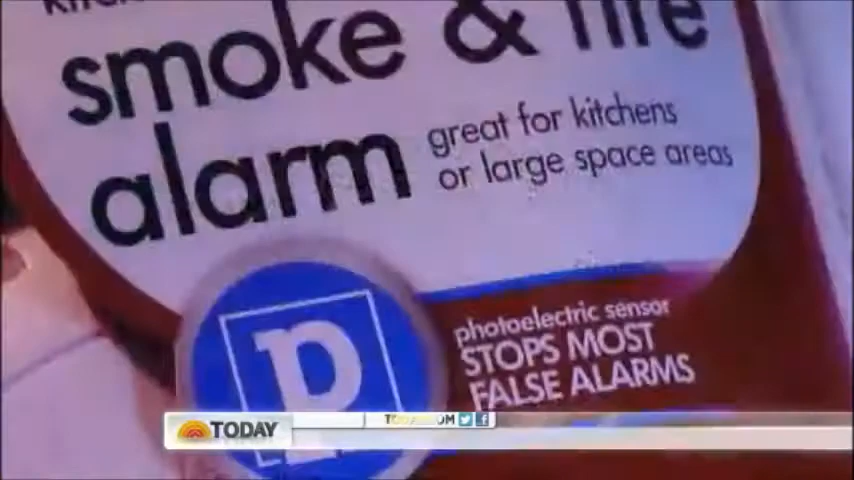 smoke & fire
alarm
great for kitchens
or large space areas
photoelectric sensor
STOPS MOST
FALSE ALARMS
p
TODAY